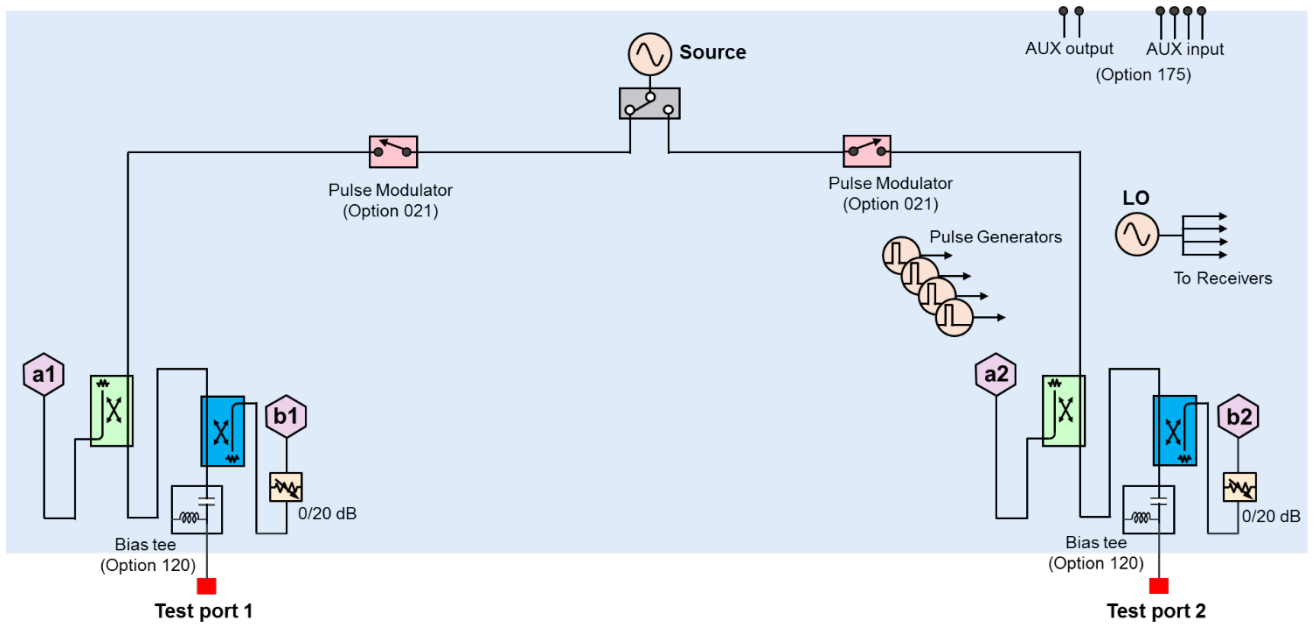 Source
AUX output
AUX input
(Option 175)
Pulse Modulator
(Option 021)
Pulse Modulator
(Option 021)
LO
Pulse Generators
To Receivers
a1
b1
a2
b2
0/20 dB
0/20 dB
Bias tee
(Option 120)
Bias tee
(Option 120)
Test port 1
Test port 2